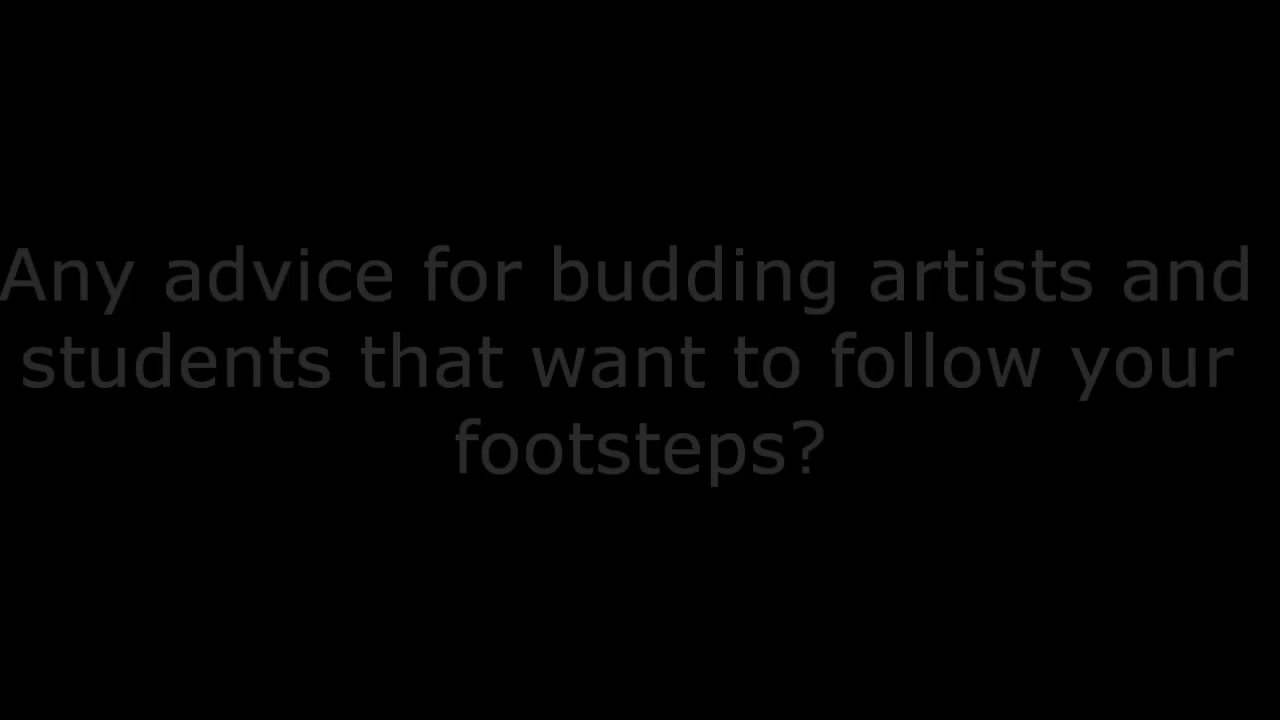 Any advice for budding artists and
students that want to follow your
footsteps?